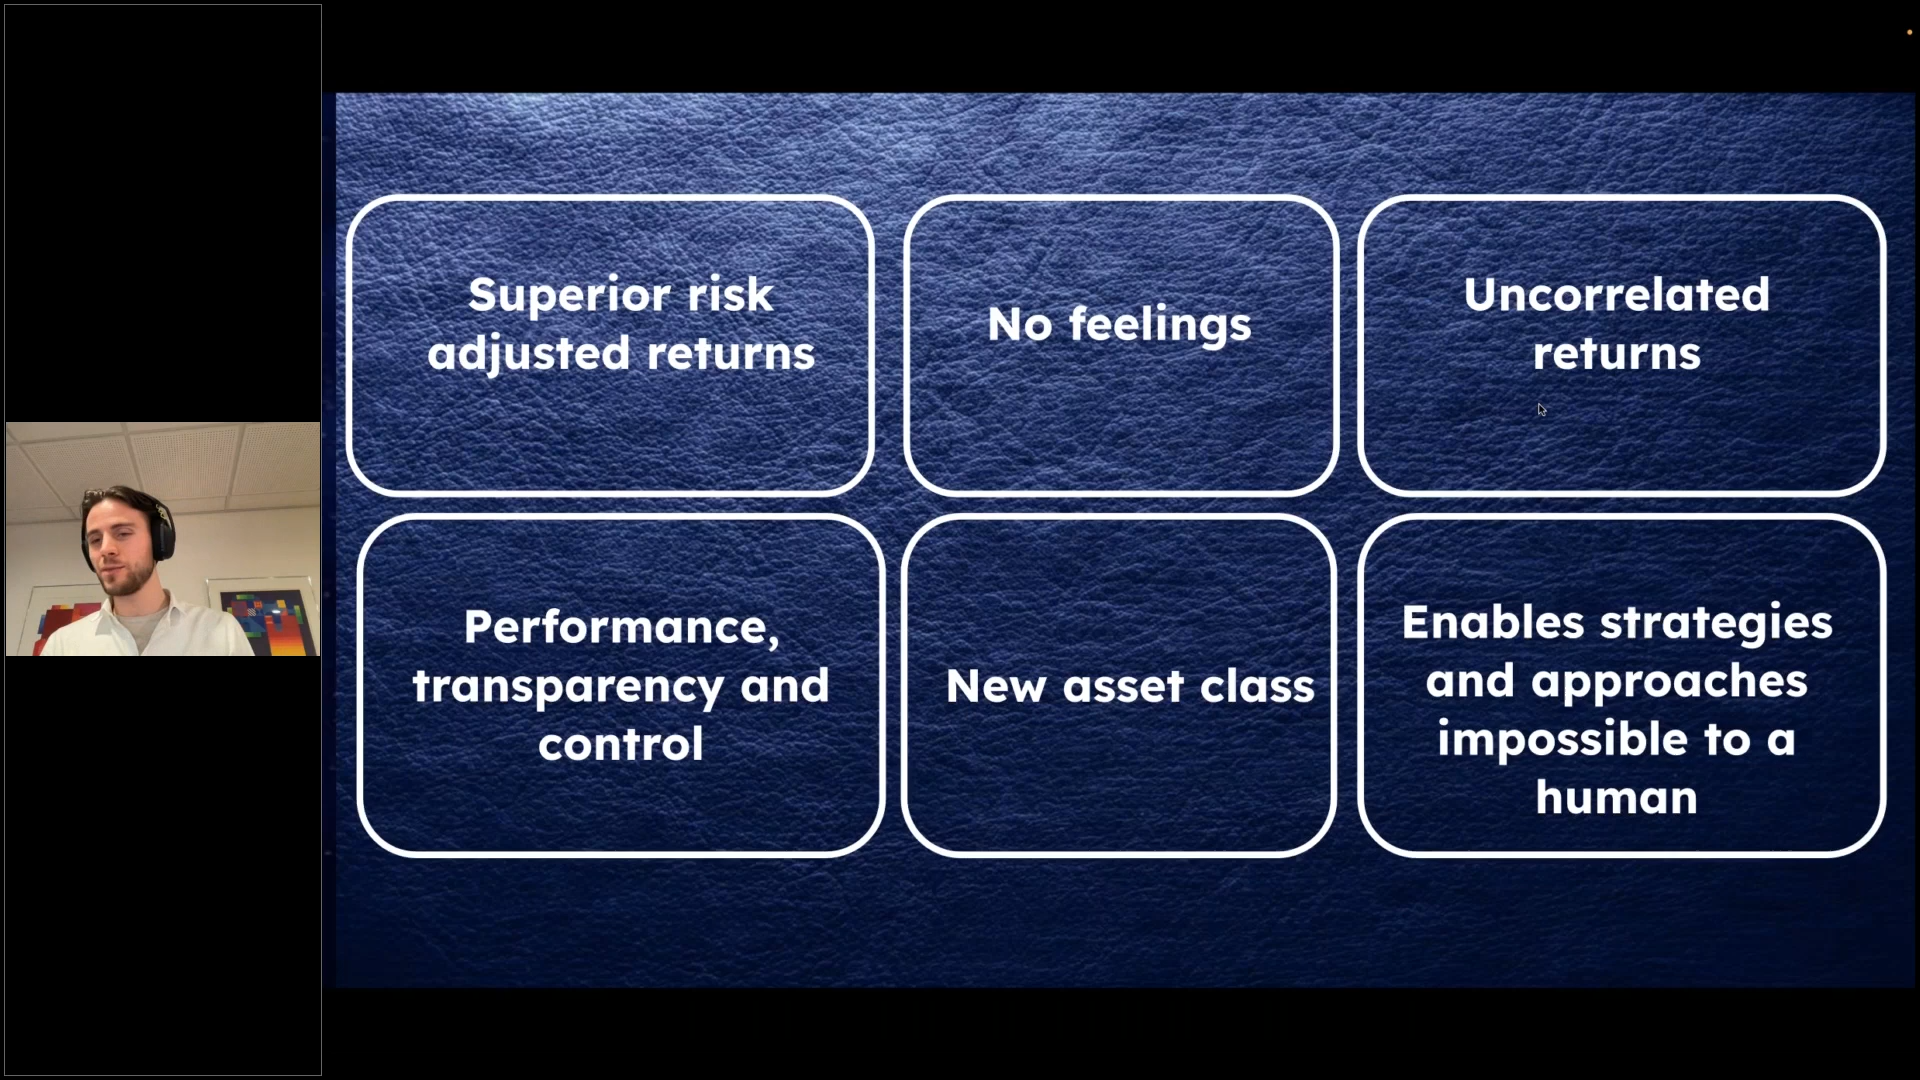 Superior risk
adjusted returns
No feelings
Uncorrelated
returns
Performance,
transparency and
control
New asset class
Enables strategies
and approaches
impossible to a
human